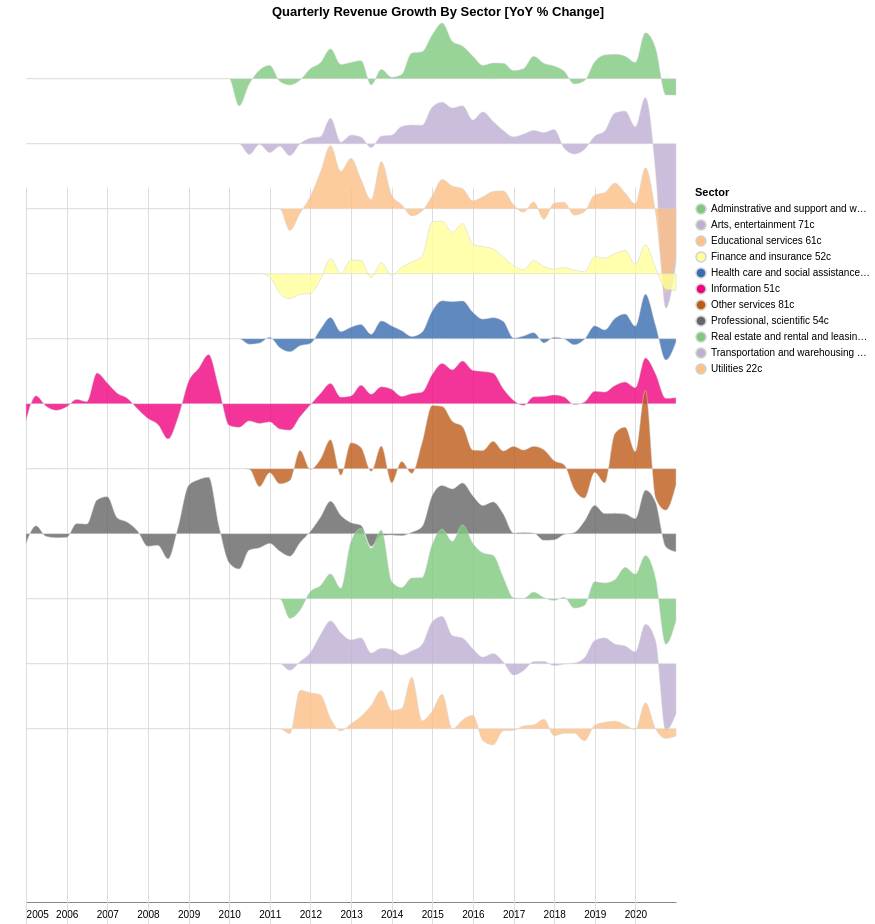 Quarterly Revenue Growth By Sector [YoY % Change]
Sector
Adminstrative and support and w…
Arts, entertainment 71c
Educational services 61c
Finance and insurance 52c
Health care and social assistance…
Information 51c
Other services 81c
Professional, scientific 54c
Real estate and rental and leasin…
Transportation and warehousing …
Utilities 22c
2005 2006 2007 2008 2009 2010 2011 2012 2013 2014 2015 2016 2017 2018 2019 2020